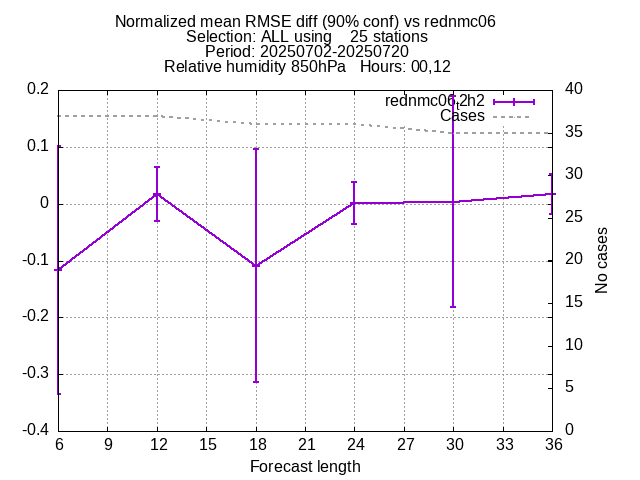 Normalized mean RMSE diff (90% conf) vs rednmc06
Selection: ALL using    25 stations
Period: 20250702-20250720
Relative humidity 850hPa   Hours: 00,12
0.2
0.1
0
-0.1
-0.2
-0.3
-0.4
40
35
30
25
20
15
10
5
0
rednmc06_t2h2
Cases
No cases
6 9 12 15 18 21 24 27 30 33 36
Forecast length